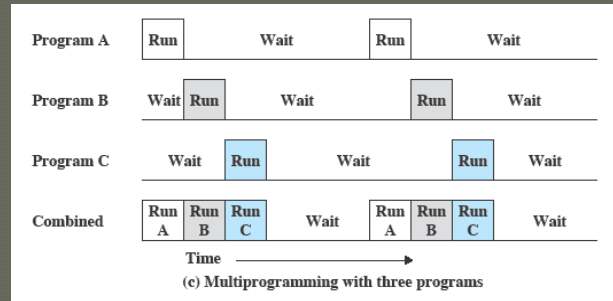 Program A Run Wait Run Wait
Program B Wait Run Wait Run Wait
Program C Wait Run Wait Run Wait
Combined Run A Run B Run C Wait Run A Run B Run C Wait
Time
(c) Multiprogramming with three programs